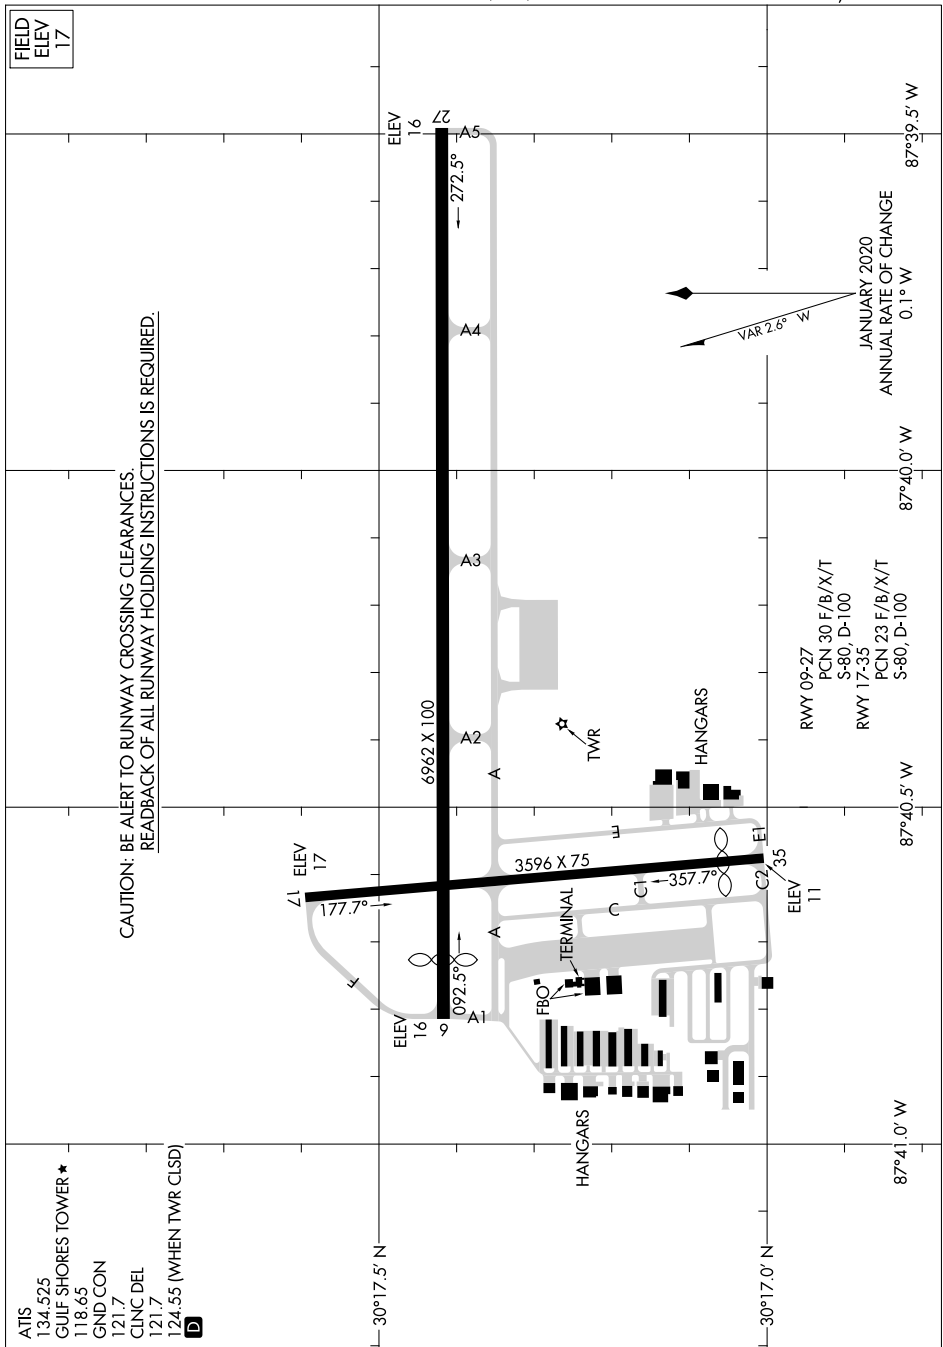 ATIS
134.525
GULF SHORES TOWER ★
118.65
GND CON
121.7
CLNC DEL
121.7
124.55 (WHEN TWR CLSD)
D
CAUTION: BE ALERT TO RUNWAY CROSSING CLEARANCES.
READBACK OF ALL RUNWAY HOLDING INSTRUCTIONS IS REQUIRED.
FIELD
ELEV
17
30°17.5' N
30°17.0' N
87°41.0' W
87°40.5' W
87°40.0' W
87°39.5' W
ELEV
17
17
177.7°
F
ELEV
16
9
092.5°
A1
A
6962 X 100
A2
A
A3
A4
272.5°
A5
ELEV
16
27
3596 X 75
E
C
C1
357.7°
C2
E1
35
ELEV
11
FBO
TERMINAL
HANGARS
TWR
HANGARS
RWY 09-27
PCN 30 F/B/X/T
S-80, D-100
RWY 17-35
PCN 23 F/B/X/T
S-80, D-100
VAR 2.6° W
JANUARY 2020
ANNUAL RATE OF CHANGE
0.1° W